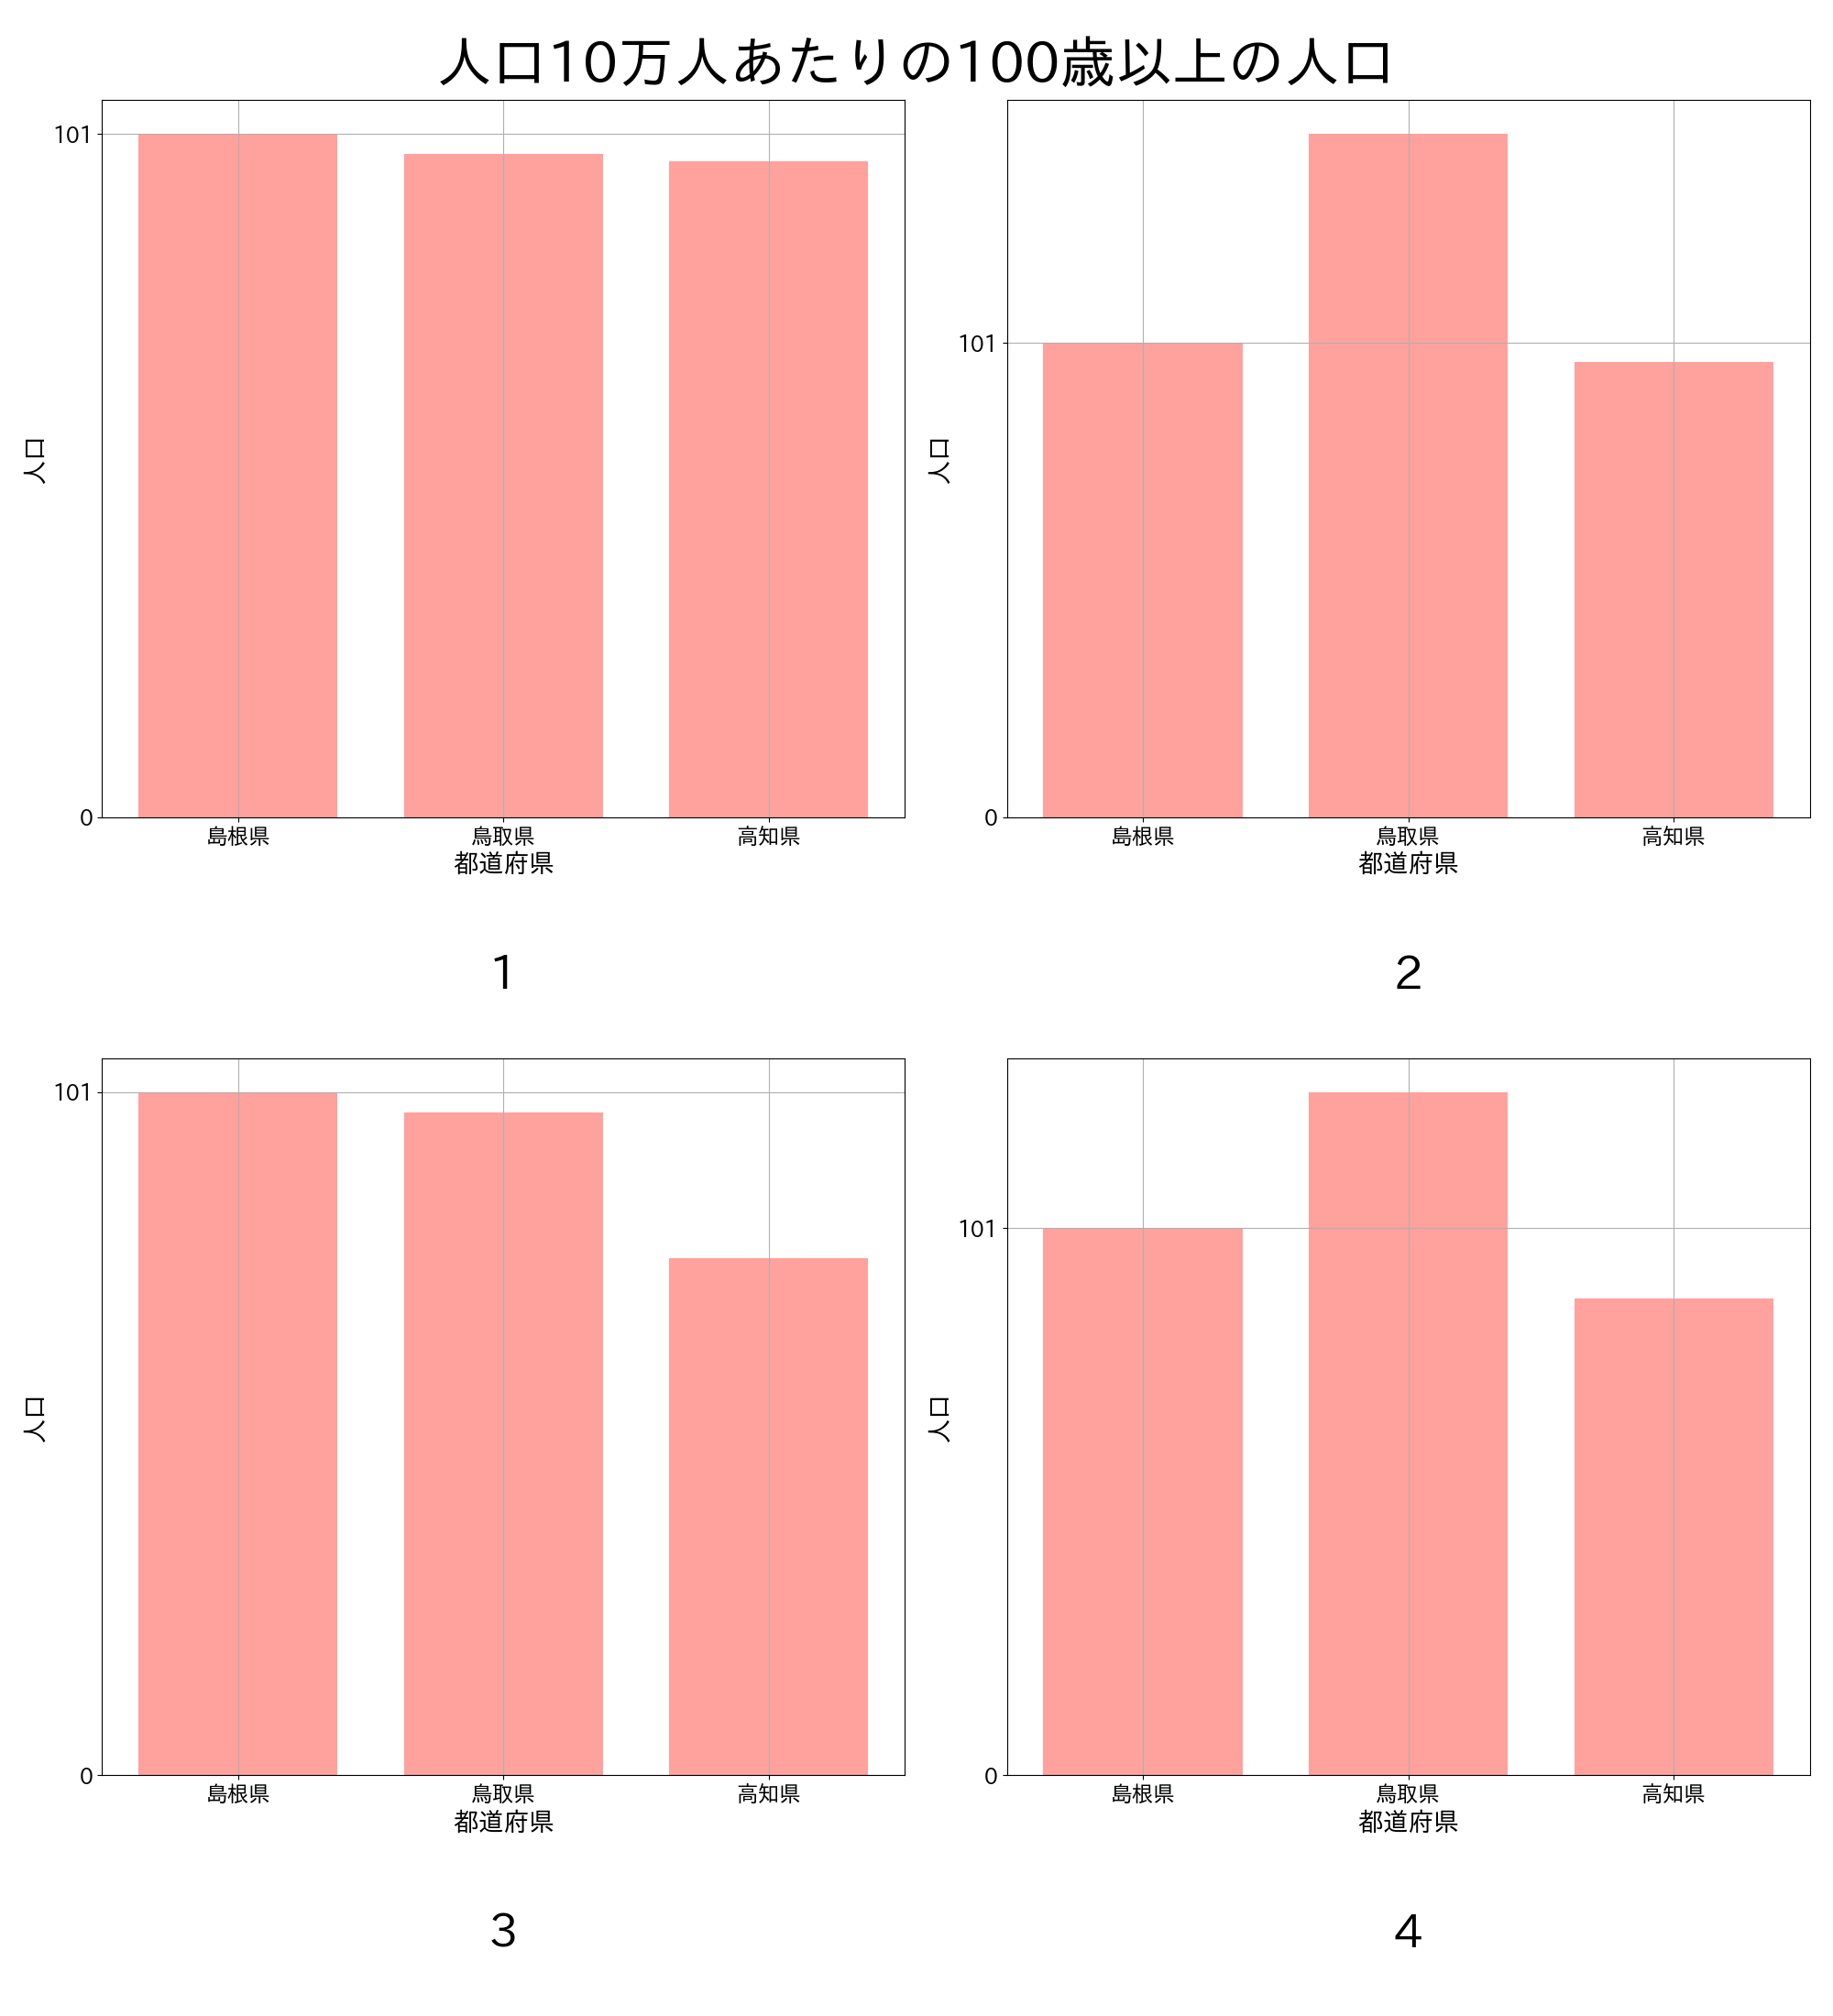 人口10万人あたりの100歳以上の人口
101
人口
0
島根県 鳥取県 高知県
都道府県
1
101
人口
0
島根県 鳥取県 高知県
都道府県
2
101
人口
0
島根県 鳥取県 高知県
都道府県
3
101
人口
0
島根県 鳥取県 高知県
都道府県
4